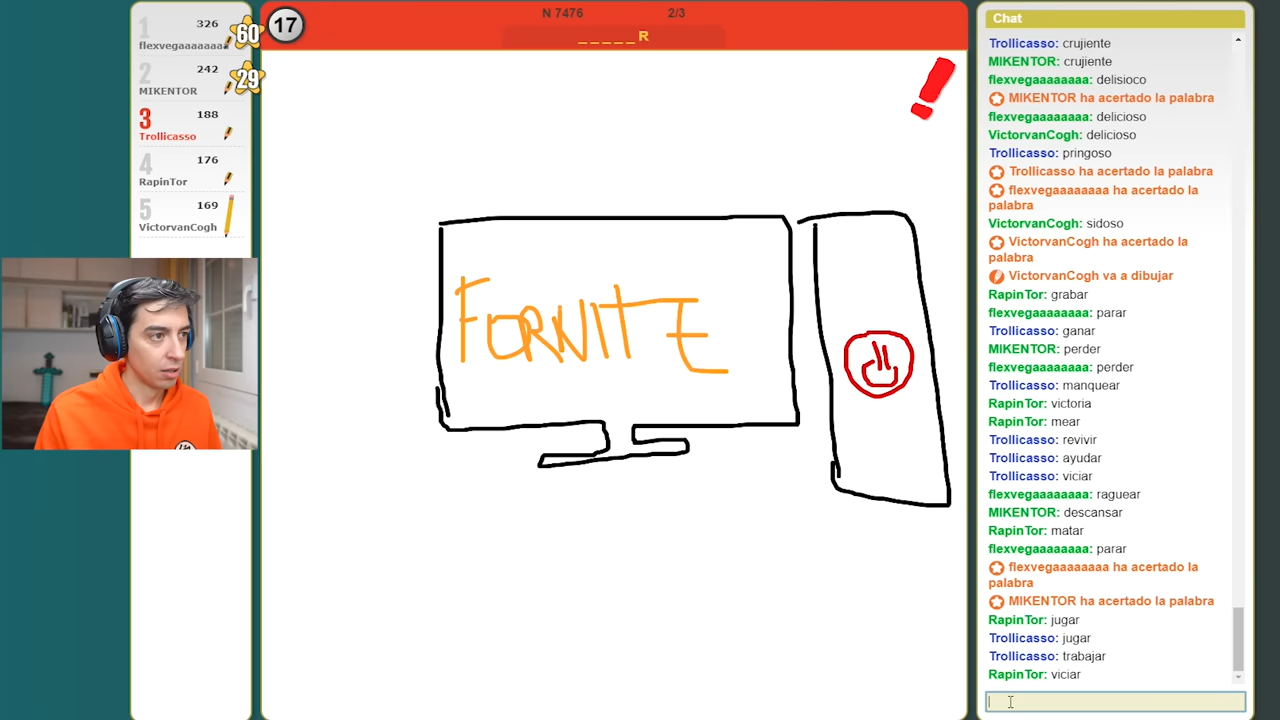 N 7476 2/3
_ _ _ _ _ R
17
1 326
flexvegaaaaaaaa
60
2 242
MIKENTOR
29
3 188
Trollicasso
4 176
RapinTor
5 169
VictorvanCogh
FORNITE
Chat
Trollicasso: crujiente
MIKENTOR: crujiente
flexvegaaaaaaaa: delisioco
MIKENTOR ha acertado la palabra
flexvegaaaaaaaa: delicioso
VictorvanCogh: delicioso
Trollicasso: pringoso
Trollicasso ha acertado la palabra
flexvegaaaaaaaa ha acertado la
palabra
VictorvanCogh: sidoso
VictorvanCogh ha acertado la
palabra
VictorvanCogh va a dibujar
RapinTor: grabar
flexvegaaaaaaaa: parar
Trollicasso: ganar
MIKENTOR: perder
flexvegaaaaaaaa: perder
Trollicasso: manquear
RapinTor: victoria
RapinTor: mear
Trollicasso: revivir
Trollicasso: ayudar
Trollicasso: viciar
flexvegaaaaaaaa: raguear
MIKENTOR: descansar
RapinTor: matar
flexvegaaaaaaaa: parar
flexvegaaaaaaaa ha acertado la
palabra
MIKENTOR ha acertado la palabra
RapinTor: jugar
Trollicasso: jugar
Trollicasso: trabajar
RapinTor: viciar